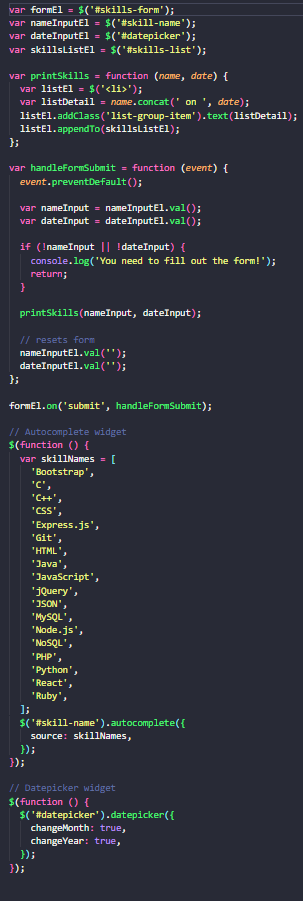 var formEl = $('#skills-form');
var nameInputEl = $('#skill-name');
var dateInputEl = $('#datepicker');
var skillsListEl = $('#skills-list');

var printSkills = function (name, date) {
  var listEl = $('<li>');
  var listDetail = name.concat(' on ', date);
  listEl.addClass('list-group-item').text(listDetail);
  listEl.appendTo(skillsListEl);
};

var handleFormSubmit = function (event) {
  event.preventDefault();

  var nameInput = nameInputEl.val();
  var dateInput = dateInputEl.val();

  if (!nameInput || !dateInput) {
    console.log('You need to fill out the form!');
    return;
  }

  printSkills(nameInput, dateInput);

  // resets form
  nameInputEl.val('');
  dateInputEl.val('');
};

formEl.on('submit', handleFormSubmit);

// Autocomplete widget
$(function () {
  var skillNames = [
    'Bootstrap',
    'C',
    'C++',
    'CSS',
    'Express.js',
    'Git',
    'HTML',
    'Java',
    'JavaScript',
    'jQuery',
    'JSON',
    'MySQL',
    'Node.js',
    'NoSQL',
    'PHP',
    'Python',
    'React',
    'Ruby',
  ];
  $('#skill-name').autocomplete({
    source: skillNames,
  });
});

// Datepicker widget
$(function () {
  $('#datepicker').datepicker({
    changeMonth: true,
    changeYear: true,
  });
});